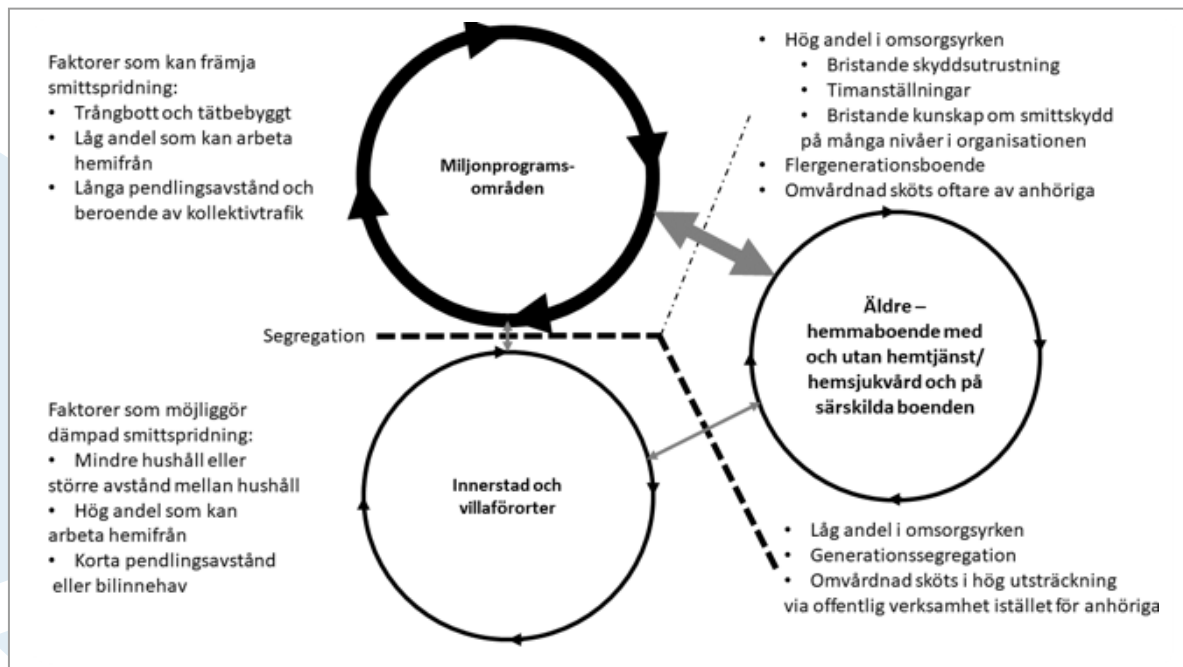 Faktorer som kan främja
smittspridning:
• Trångbott och tätbebyggt
• Låg andel som kan arbeta
hemifrån
• Långa pendlingsavstånd och
beroende av kollektivtrafik
Miljonprograms-
områden
• Hög andel i omsorgsyrken
• Bristande skyddsutrustning
• Timanställningar
• Bristande kunskap om smittskydd
på många nivåer i organisationen
• Flergenerationsboende
• Omvårdnad sköts oftare av anhöriga
Segregation
Äldre –
hemmaboende med
och utan hemtjänst/
hemsjukvård och på
särskilda boenden
Faktorer som möjliggör
dämpad smittspridning:
• Mindre hushåll eller
större avstånd mellan hushåll
• Hög andel som kan
arbeta hemifrån
• Korta pendlingsavstånd
eller bilinnehav
Innerstad och
villaförorter
• Låg andel i omsorgsyrken
• Generationssegregation
• Omvårdnad sköts i hög utsträckning
via offentlig verksamhet istället för anhöriga